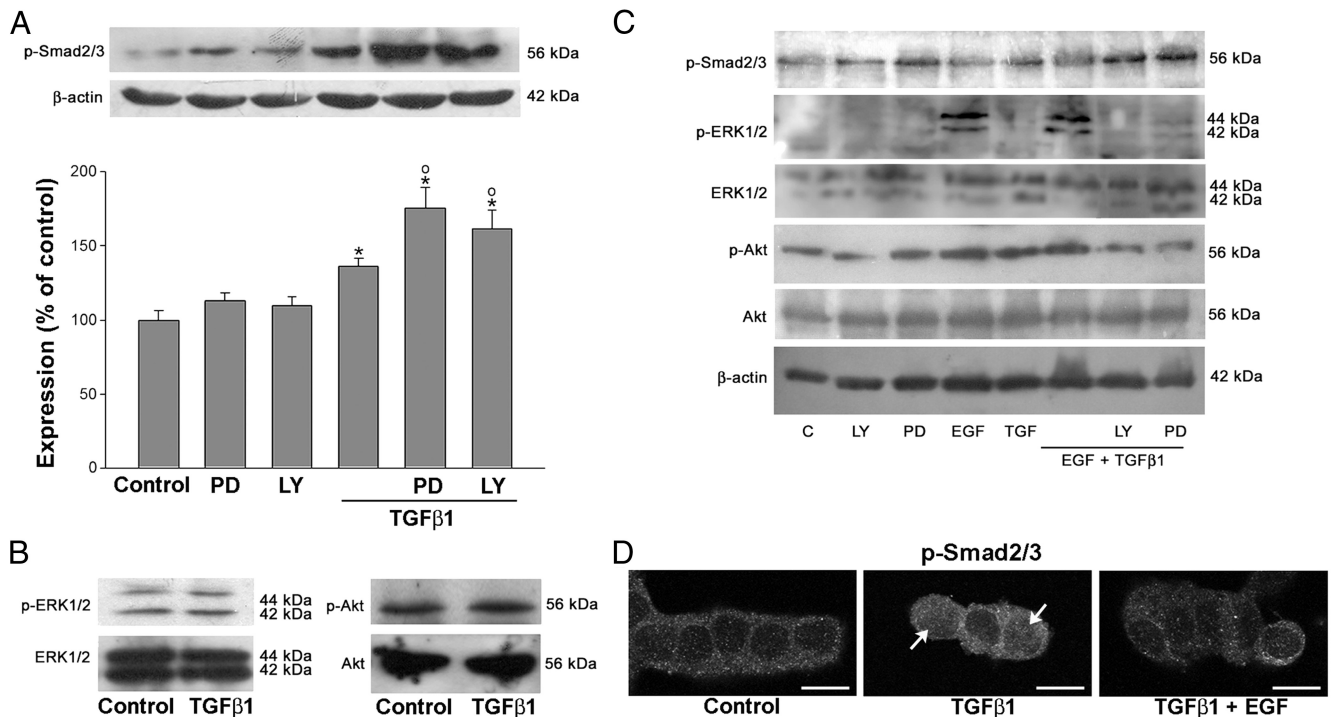 A
p-Smad2/3 56 kDa
β-actin 42 kDa
Expression (% of control)
200
150
100
50
0
* * o * o
Control PD LY PD LY
TGFβ1
B
p-ERK1/2 44 kDa
42 kDa
ERK1/2 44 kDa
42 kDa
Control TGFβ1
p-Akt 56 kDa
Akt 56 kDa
Control TGFβ1
C
p-Smad2/3 56 kDa
p-ERK1/2 44 kDa
42 kDa
ERK1/2 44 kDa
42 kDa
p-Akt 56 kDa
Akt 56 kDa
β-actin 42 kDa
C LY PD EGF TGF LY PD
EGF + TGFβ1
D
p-Smad2/3
Control TGFβ1 TGFβ1 + EGF